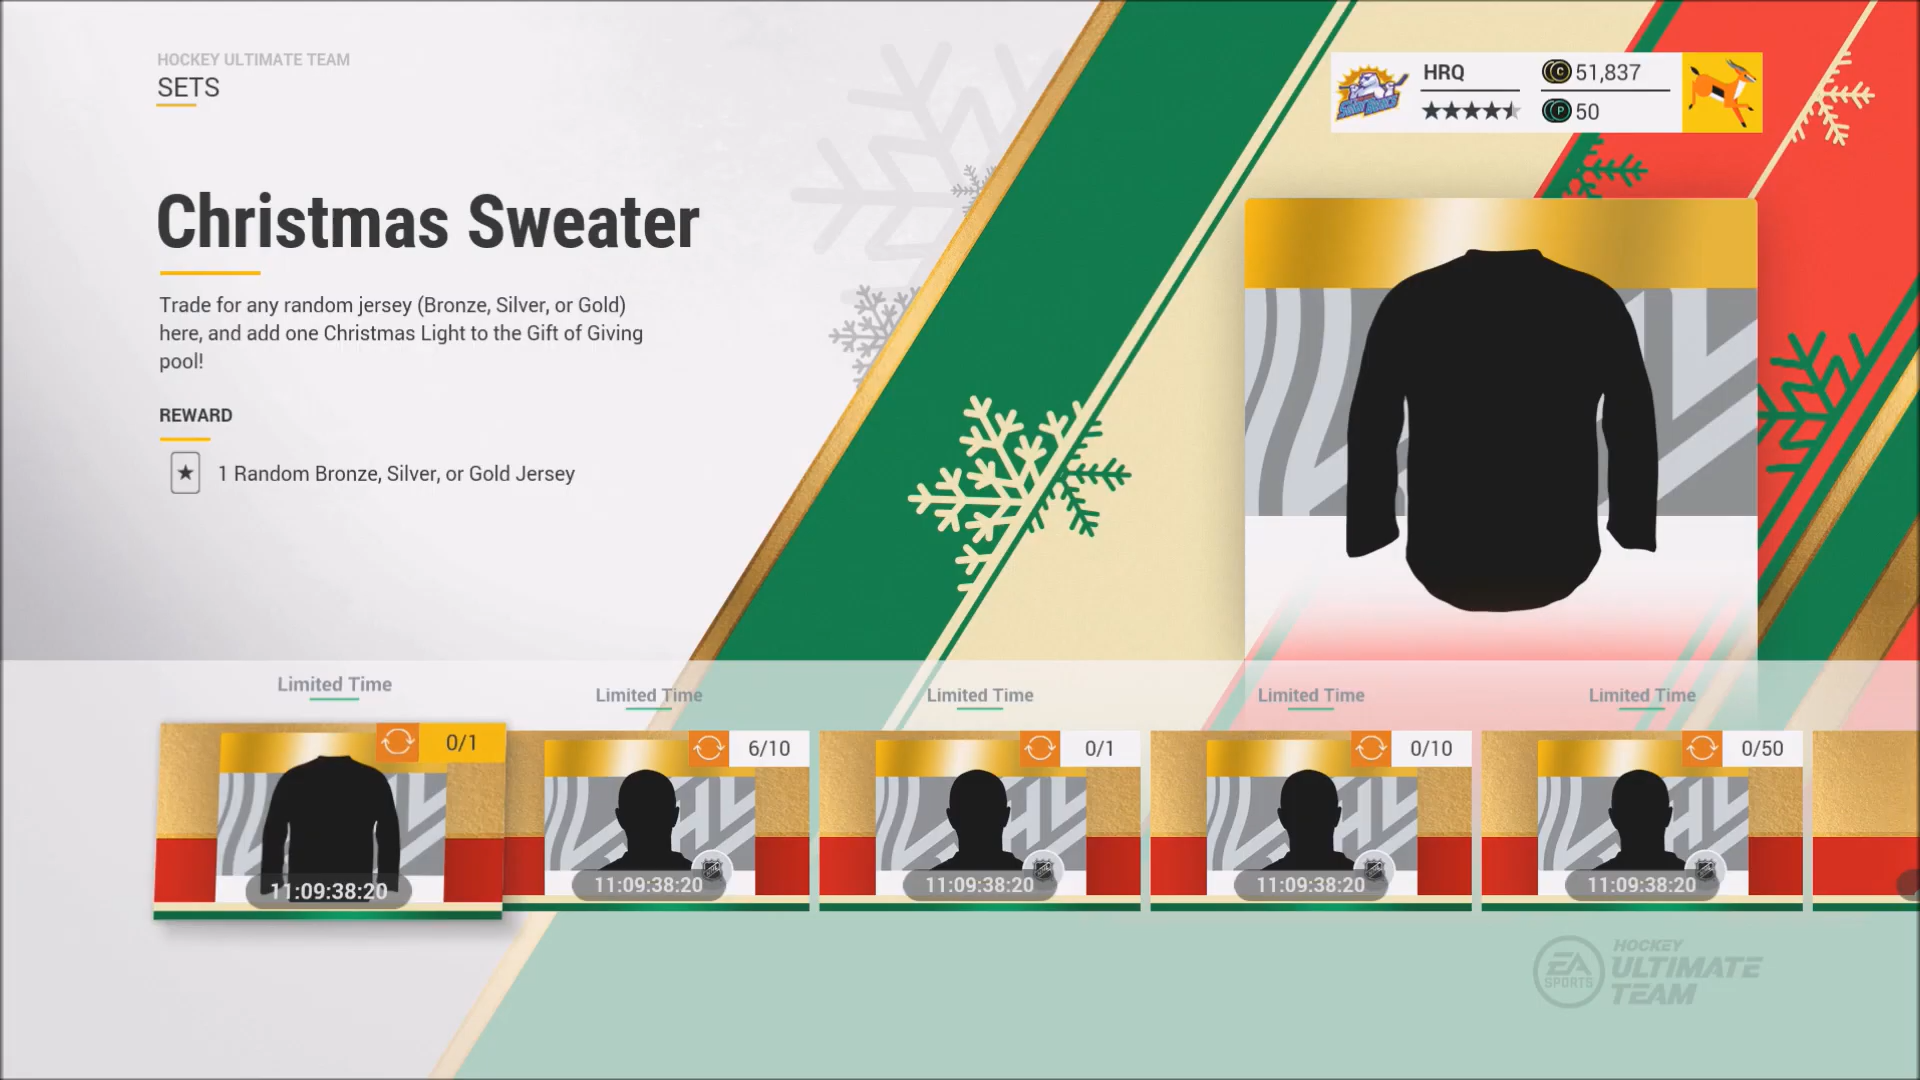 HOCKEY ULTIMATE TEAM
SETS
HRQ
51,837
50
Christmas Sweater
Trade for any random jersey (Bronze, Silver, or Gold)
here, and add one Christmas Light to the Gift of Giving
pool!
REWARD
1 Random Bronze, Silver, or Gold Jersey
Limited Time
Limited Time
Limited Time
Limited Time
Limited Time
0/1
6/10
0/1
0/10
0/50
11:09:38:20
11:09:38:20
11:09:38:20
11:09:38:20
11:09:38:20
EA
SPORTS
HOCKEY
ULTIMATE
TEAM